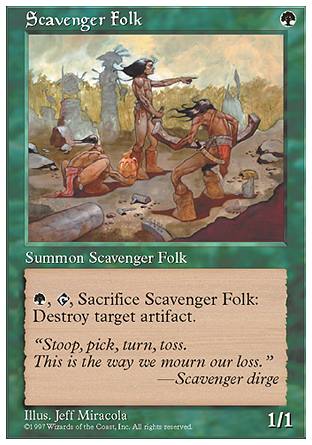 Scavenger Folk
Summon Scavenger Folk
, , Sacrifice Scavenger Folk:
Destroy target artifact.
“Stoop, pick, turn, toss.
This is the way we mourn our loss.”
—Scavenger dirge
Illus. Jeff Miracola
©1997 Wizards of the Coast, Inc. All rights reserved.
1/1